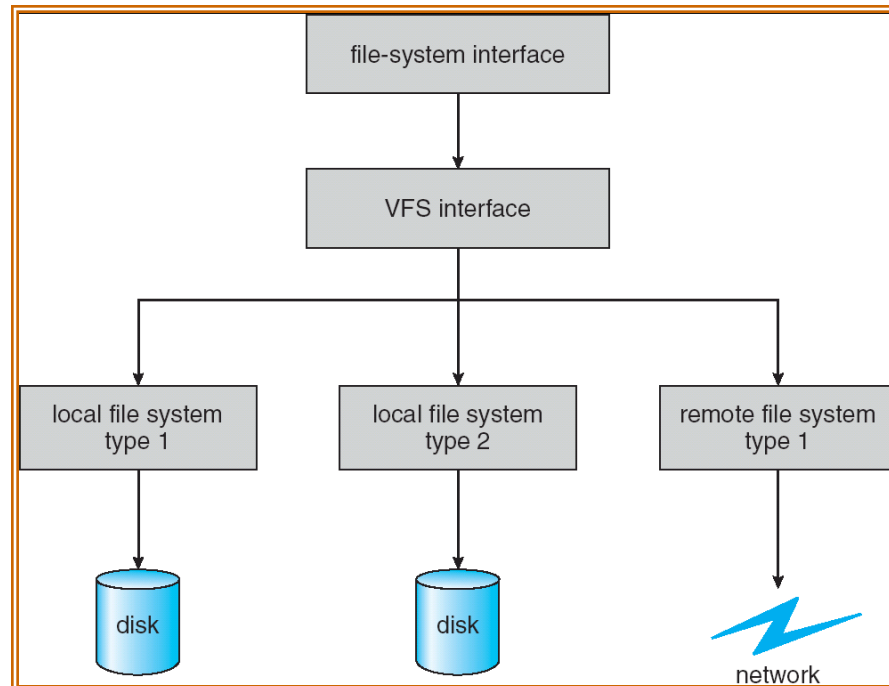 file-system interface
VFS interface
local file system
type 1
local file system
type 2
remote file system
type 1
disk
disk
network